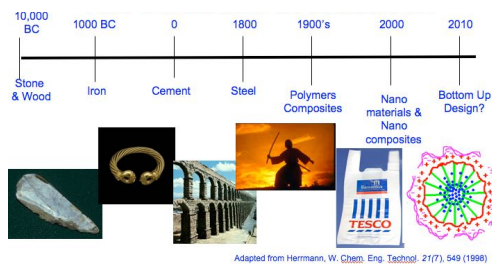 10,000
BC
1000 BC
0
1800
1900's
2000
2010
Stone
& Wood
Iron
Cement
Steel
Polymers
Composites
Nano
materials &
Nano
composites
Bottom Up
Design?
TESCO
Adapted from Herrmann, W. Chem. Eng. Technol. 21(7), 549 (1998)